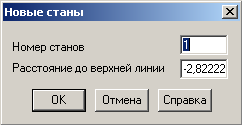 Новые станы
Номер станов 1
Расстояние до верхней линии -2,82222
OK Отмена Справка